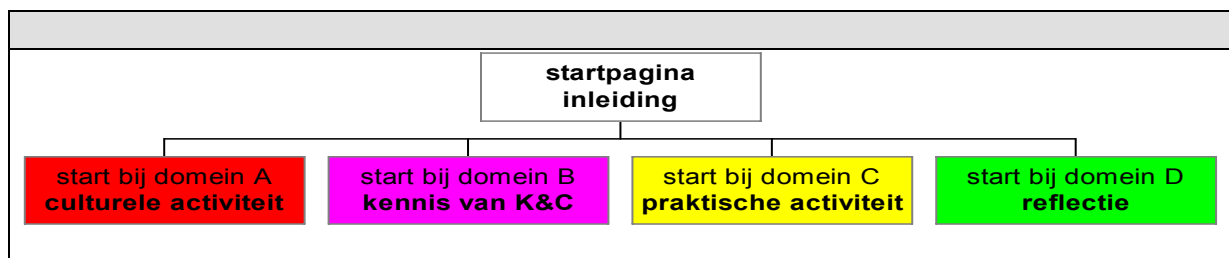 startpagina
inleiding
start bij domein A
culturele activiteit
start bij domein B
kennis van K&C
start bij domein C
praktische activiteit
start bij domein D
reflectie